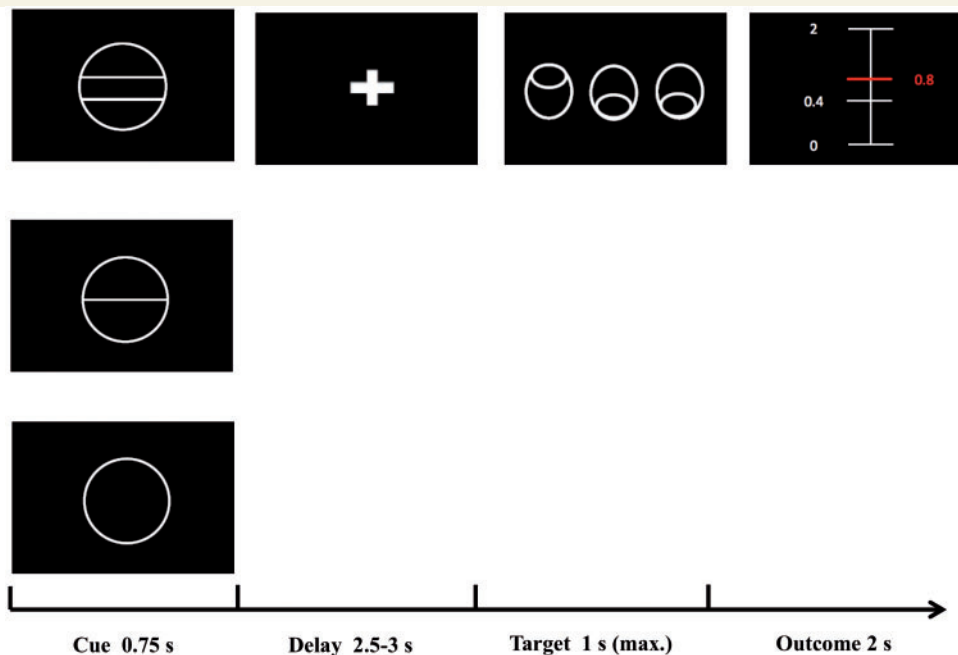 2
0.8
0.4
0
Cue 0.75 s
Delay 2.5-3 s
Target 1 s (max.)
Outcome 2 s